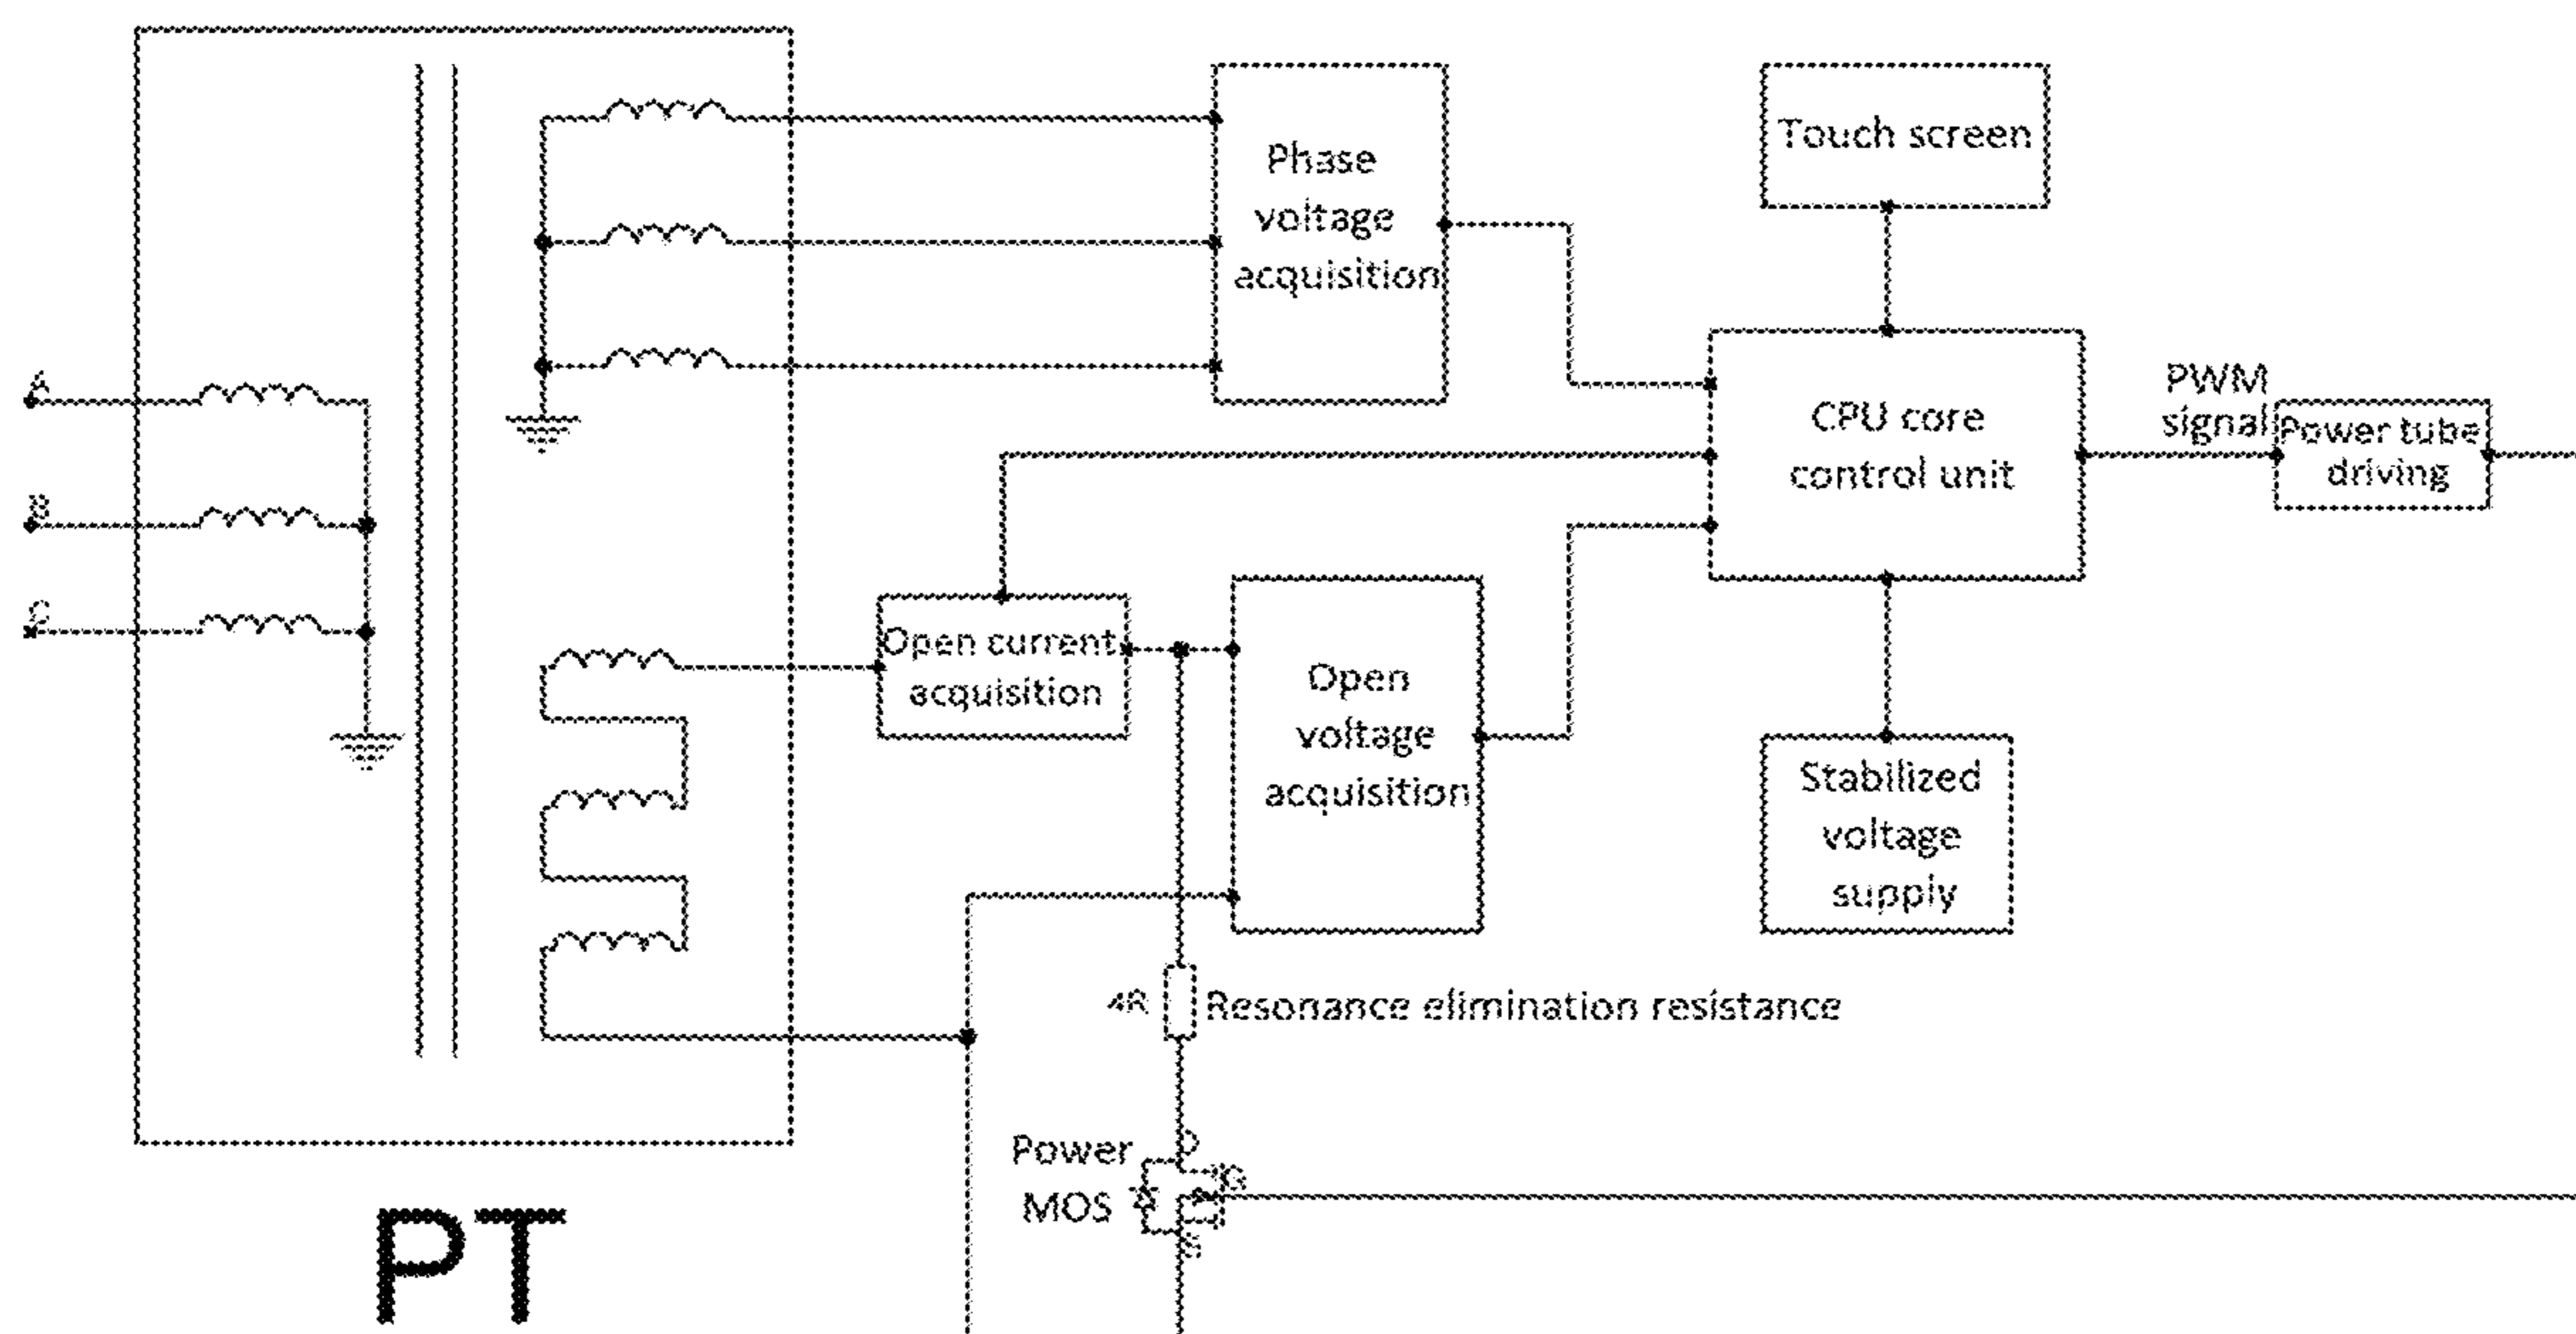 Phase
voltage
acquisition
Touch screen
A
B
C
CPU core
control unit
PWM
signal
Power tube
driving
Open current
acquisition
Open
voltage
acquisition
Stabilized
voltage
supply
4R
Resonance elimination resistance
Power
MOS
D
G
S
PT